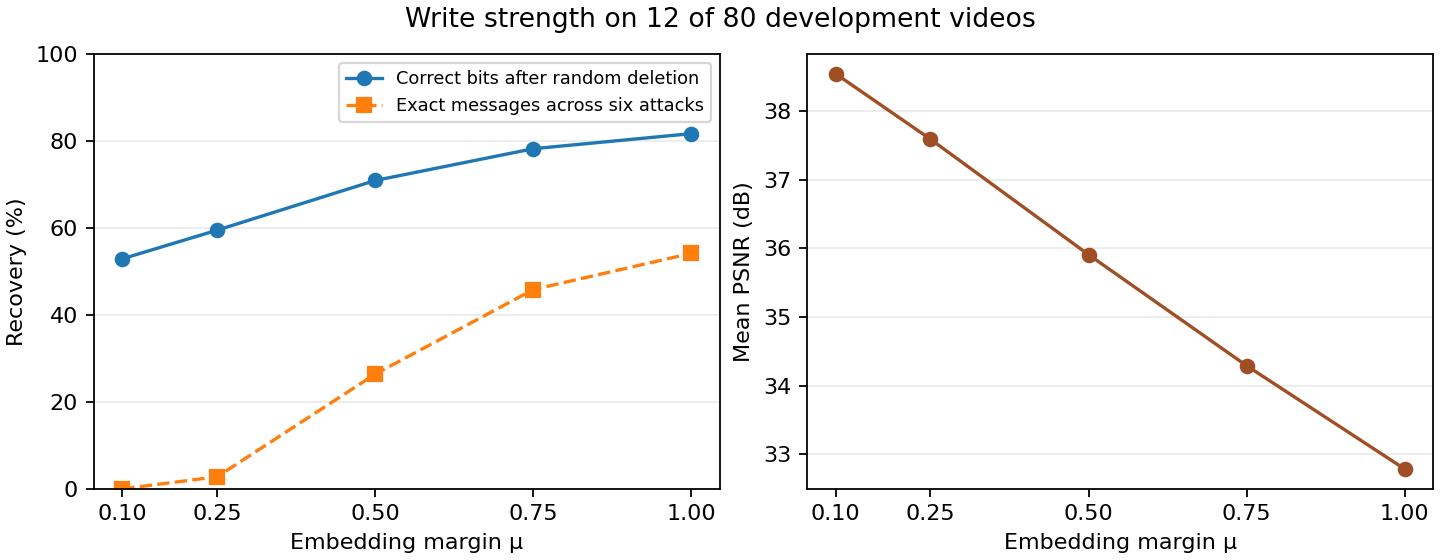 Write strength on 12 of 80 development videos
Recovery (%)
100
80
60
40
20
0
Correct bits after random deletion
Exact messages across six attacks
0.10 0.25 0.50 0.75 1.00
Embedding margin μ
Mean PSNR (dB)
38
37
36
35
34
33
0.10 0.25 0.50 0.75 1.00
Embedding margin μ